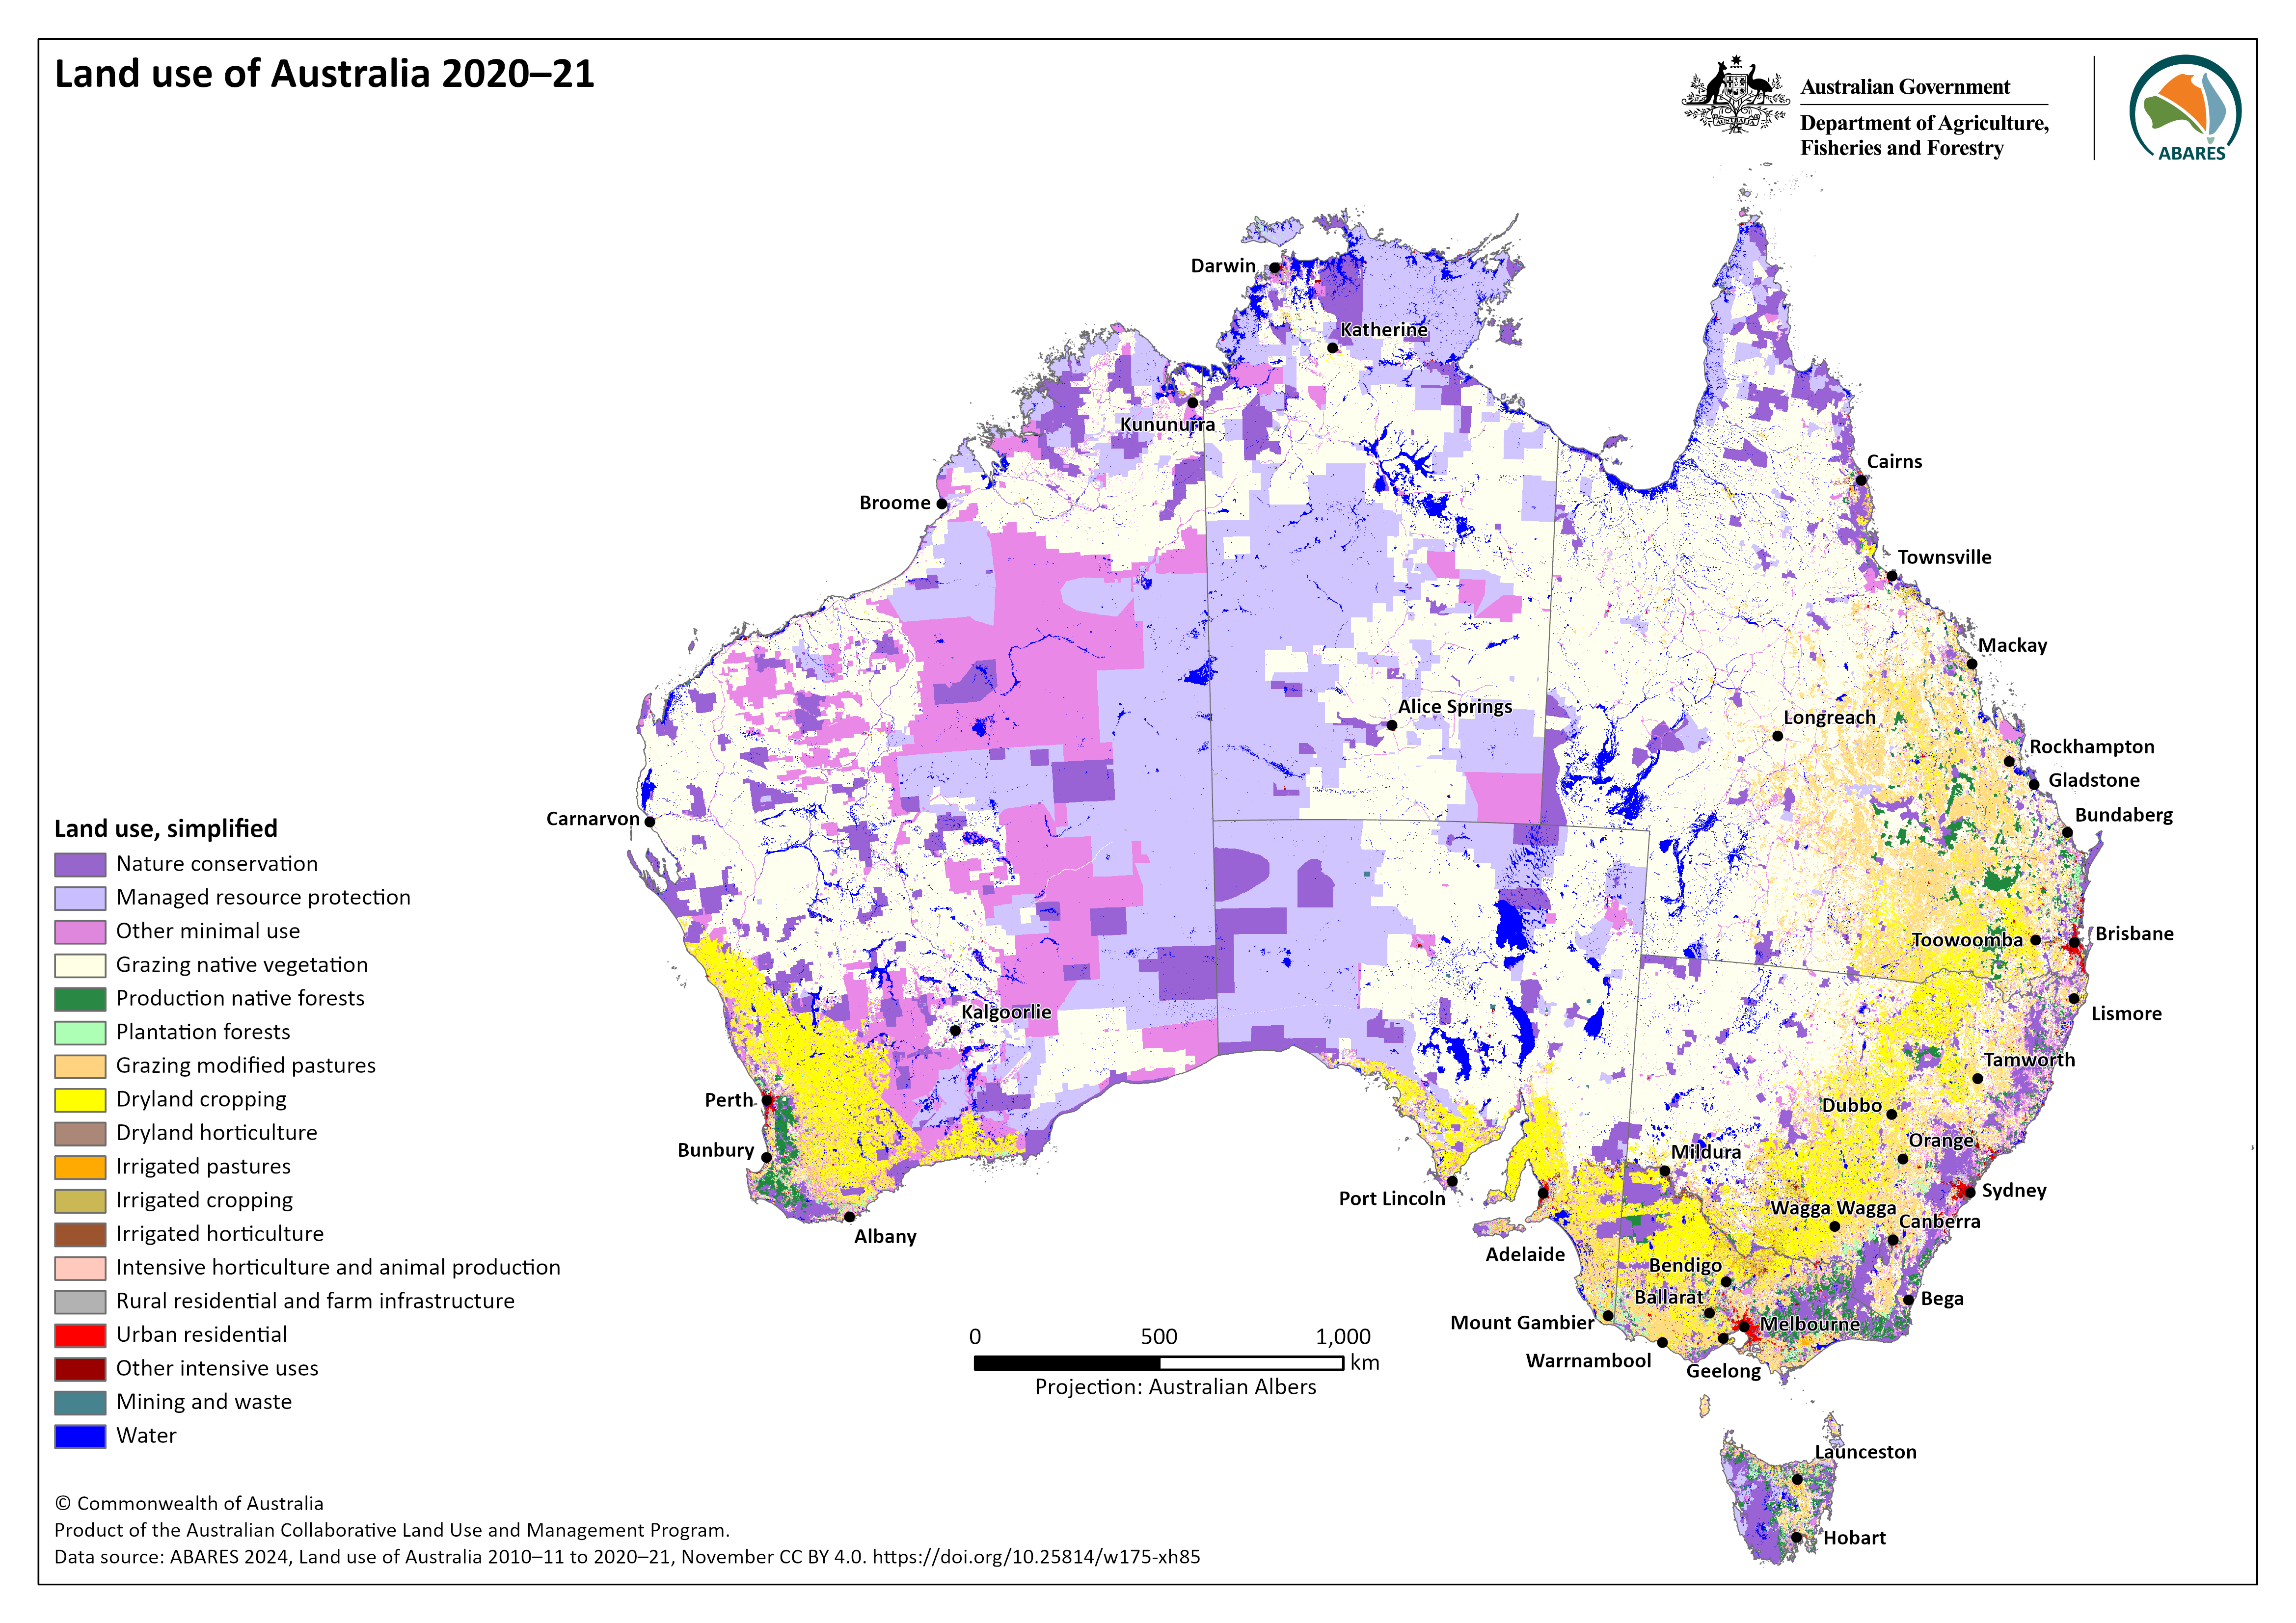 Land use of Australia 2020–21
AUSTRALIA
Australian Government
Department of Agriculture,
Fisheries and Forestry
ABARES
Darwin
Katherine
Kununurra
Cairns
Broome
Townsville
Mackay
Alice Springs
Longreach
Rockhampton
Gladstone
Carnarvon
Bundaberg
Toowoomba
Brisbane
Kalgoorlie
Lismore
Tamworth
Perth
Dubbo
Orange
Bunbury
Mildura
Port Lincoln
Sydney
Wagga Wagga
Canberra
Albany
Adelaide
Bendigo
Ballarat
Bega
Mount Gambier
Melbourne
Warrnambool
Geelong
Launceston
Hobart
Land use, simplified
Nature conservation
Managed resource protection
Other minimal use
Grazing native vegetation
Production native forests
Plantation forests
Grazing modified pastures
Dryland cropping
Dryland horticulture
Irrigated pastures
Irrigated cropping
Irrigated horticulture
Intensive horticulture and animal production
Rural residential and farm infrastructure
Urban residential
Other intensive uses
Mining and waste
Water
0 500 1,000
km
Projection: Australian Albers
© Commonwealth of Australia
Product of the Australian Collaborative Land Use and Management Program.
Data source: ABARES 2024, Land use of Australia 2010–11 to 2020–21, November CC BY 4.0. https://doi.org/10.25814/w175-xh85